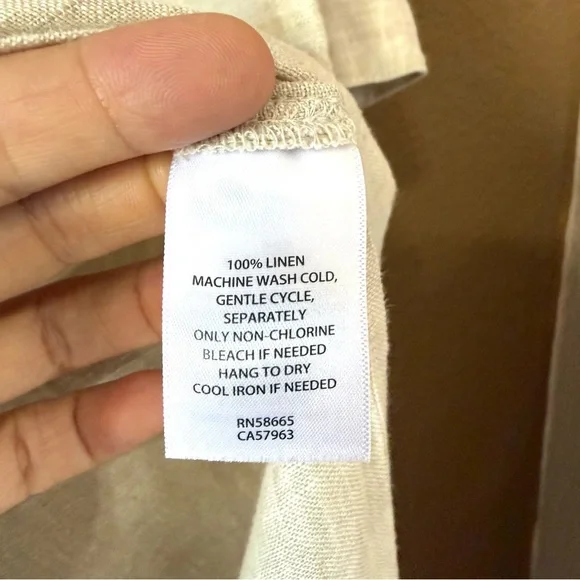 100% LINEN
MACHINE WASH COLD,
GENTLE CYCLE,
SEPARATELY
ONLY NON-CHLORINE
BLEACH IF NEEDED
HANG TO DRY
COOL IRON IF NEEDED
RN58665
CA57963